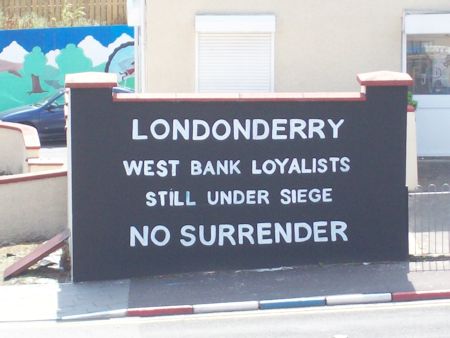 LONDONDERRY
WEST BANK LOYALISTS
STILL UNDER SIEGE
NO SURRENDER